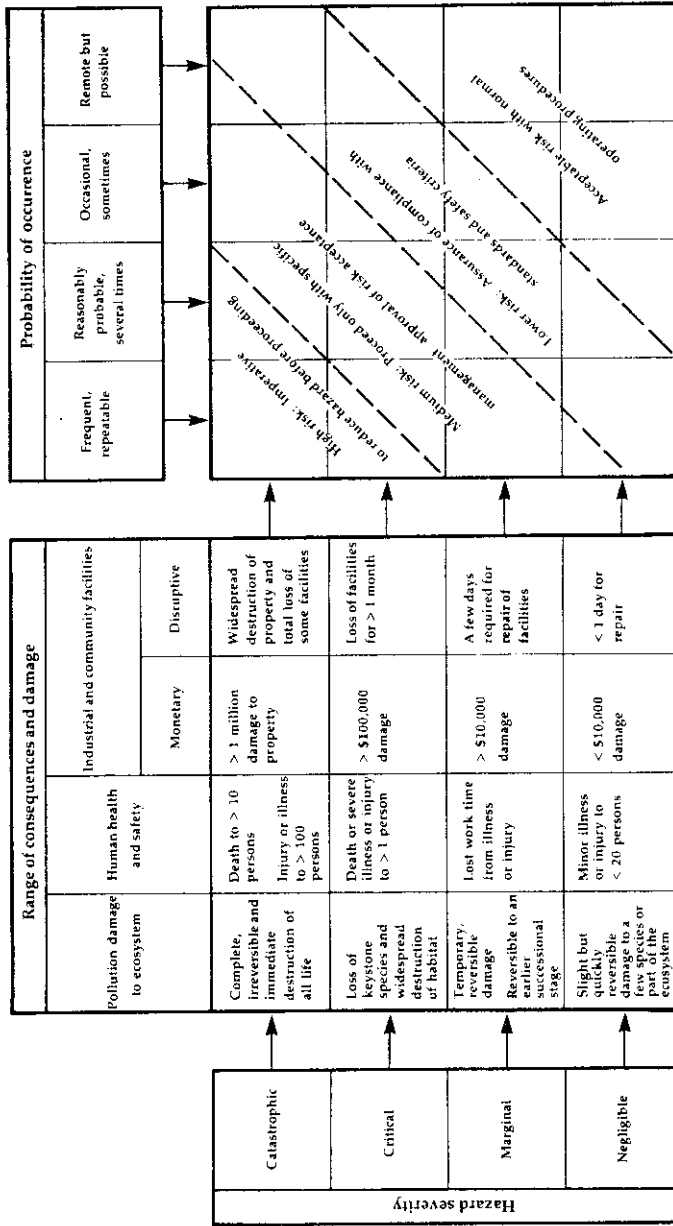 Probability of occurrence
Frequent,
repeatable
Reasonably
probable,
several times
Occasional,
sometimes
Remote but
possible
Range of consequences and damage
Pollution damage
to ecosystem
Human health
and safety
Industrial and community facilities
Monetary
Disruptive
Hazard severity
Catastrophic
Complete,
irreversible and
immediate
destruction of
all life
Death to > 10
persons
Injury or illness
to > 100
persons
> 1 million
damage to
property
Widespread
destruction of
property and
total loss of
some facilities
Critical
Loss of
keystone
species and
widespread
destruction
of habitat
Death or severe
illness or injury
to > 1 person
> $100,000
damage
Loss of facilities
for > 1 month
Marginal
Temporary,
reversible
damage
Reversible to an
earlier
successional
stage
Lost work time
from illness
or injury
> $10,000
damage
A few days
required for
repair of
facilities
Negligible
Slight but
quickly
reversible
damage to a
few species or
part of the
ecosystem
Minor illness
or injury to
< 20 persons
< $10,000
damage
< 1 day for
repair
High risk: Imperative
to reduce hazard before proceeding
Medium risk: Proceed only with specific
management approval of risk acceptance
Lower risk: Assurance of compliance with
standards and safety criteria
Acceptable risk with normal
operating procedures